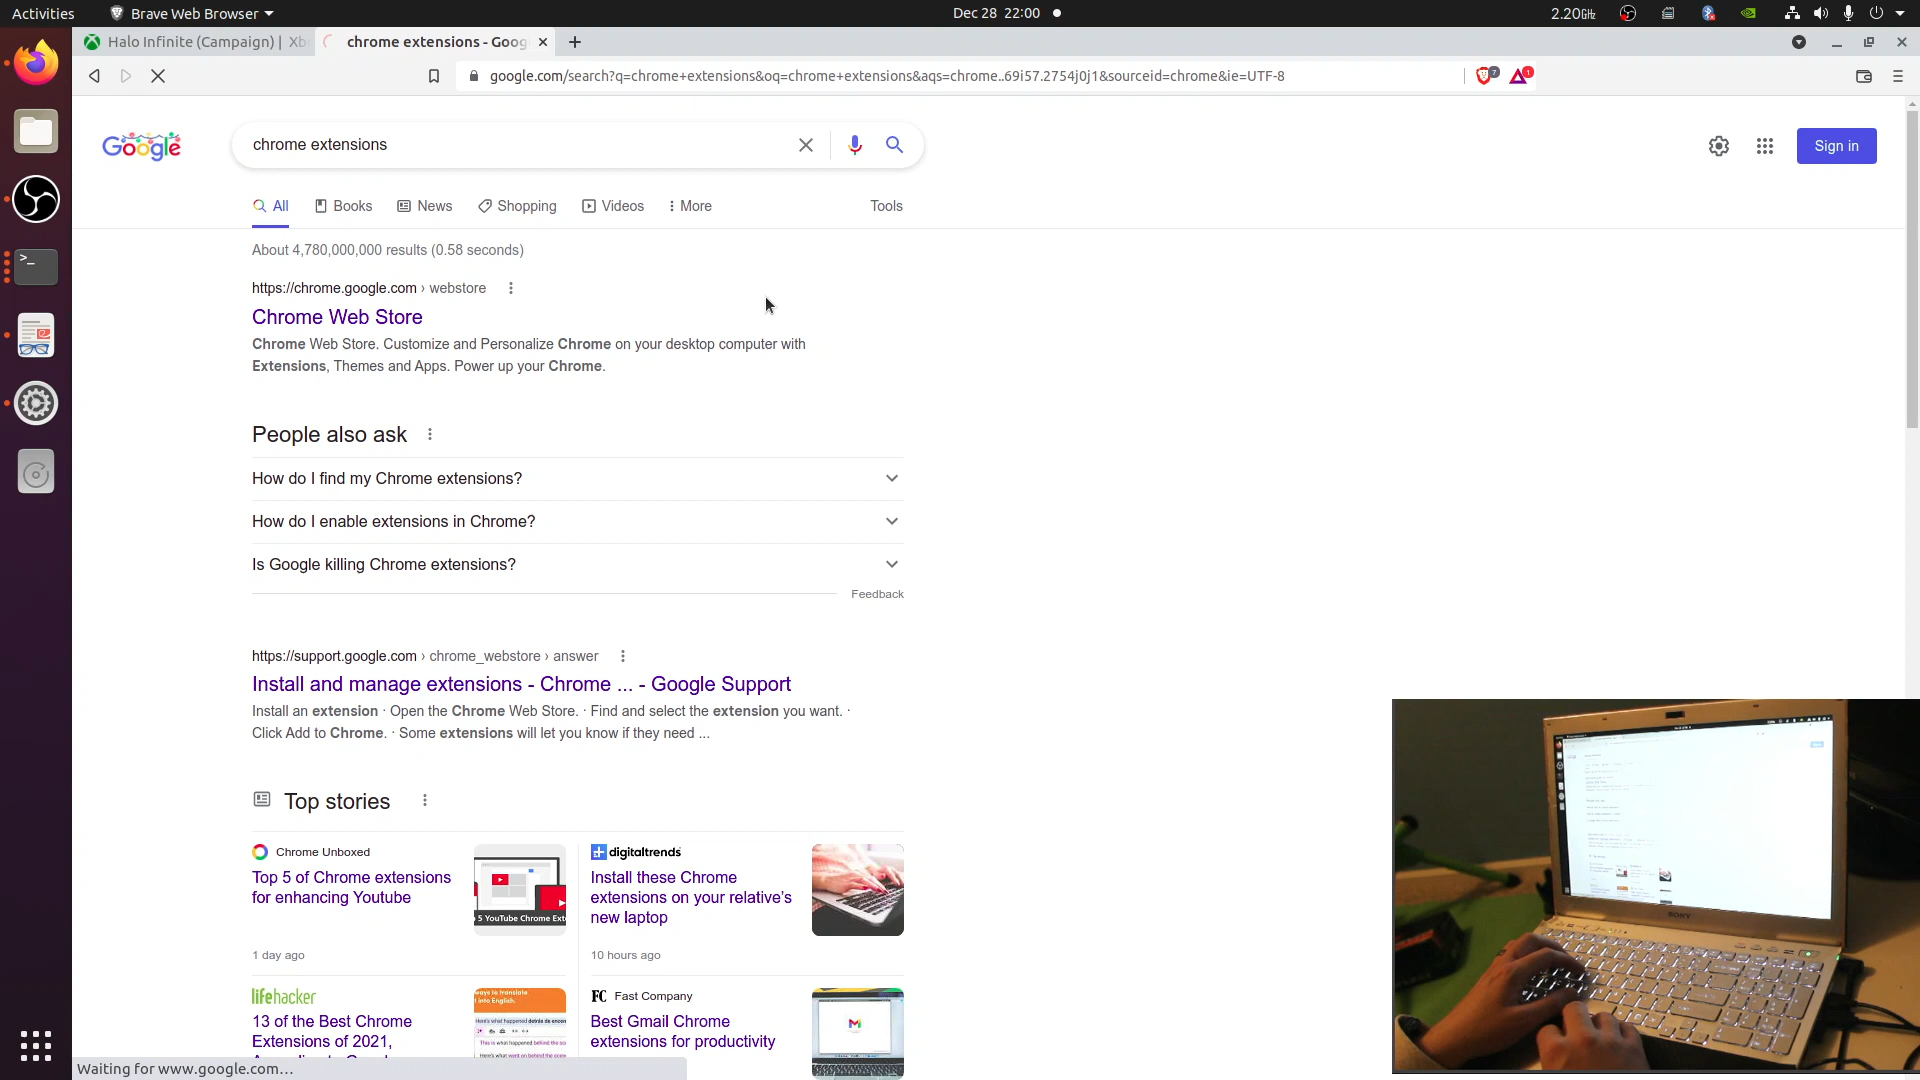 Activities
Brave Web Browser
Dec 28 22:00
2.20GHz
Halo Infinite (Campaign) | Xb
chrome extensions - Goog
google.com/search?q=chrome+extensions&oq=chrome+extensions&aqs=chrome..69i57.2754j0j1&sourceid=chrome&ie=UTF-8
7
1
Google
chrome extensions
Sign in
All
Books
News
Shopping
Videos
More
Tools
About 4,780,000,000 results (0.58 seconds)
https://chrome.google.com › webstore
Chrome Web Store
Chrome Web Store. Customize and Personalize Chrome on your desktop computer with
Extensions, Themes and Apps. Power up your Chrome.
People also ask
How do I find my Chrome extensions?
How do I enable extensions in Chrome?
Is Google killing Chrome extensions?
Feedback
https://support.google.com › chrome_webstore › answer
Install and manage extensions - Chrome ... - Google Support
Install an extension · Open the Chrome Web Store. · Find and select the extension you want. ·
Click Add to Chrome. · Some extensions will let you know if they need ...
Top stories
Chrome Unboxed
Top 5 of Chrome extensions
for enhancing Youtube
5 YouTube Chrome Ext
1 day ago
digitaltrends
Install these Chrome
extensions on your relative's
new laptop
10 hours ago
lifehacker
13 of the Best Chrome
Extensions of 2021,
FC Fast Company
Best Gmail Chrome
extensions for productivity
Waiting for www.google.com…
SONY